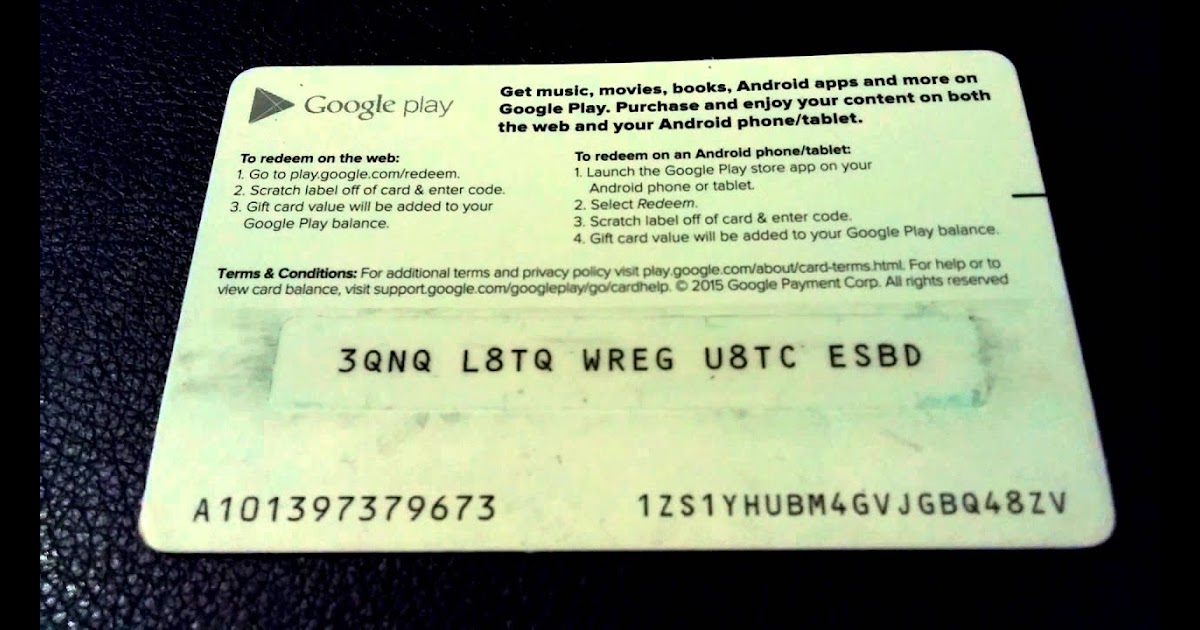 Google play
Get music, movies, books, Android apps and more on
Google Play. Purchase and enjoy your content on both
the web and your Android phone/tablet.
To redeem on the web:
1. Go to play.google.com/redeem.
2. Scratch label off of card & enter code.
3. Gift card value will be added to your
Google Play balance.
To redeem on an Android phone/tablet:
1. Launch the Google Play store app on your
Android phone or tablet.
2. Select Redeem.
3. Scratch label off of card & enter code.
4. Gift card value will be added to your Google Play balance.
Terms & Conditions: For additional terms and privacy policy visit play.google.com/about/card-terms.html. For help or to
view card balance, visit support.google.com/googleplay/go/cardhelp. © 2015 Google Payment Corp. All rights reserved
3QNQ L8TQ WREG U8TC ESBD
A101397379673
1ZS1YHUBM4GVJGBQ48ZV